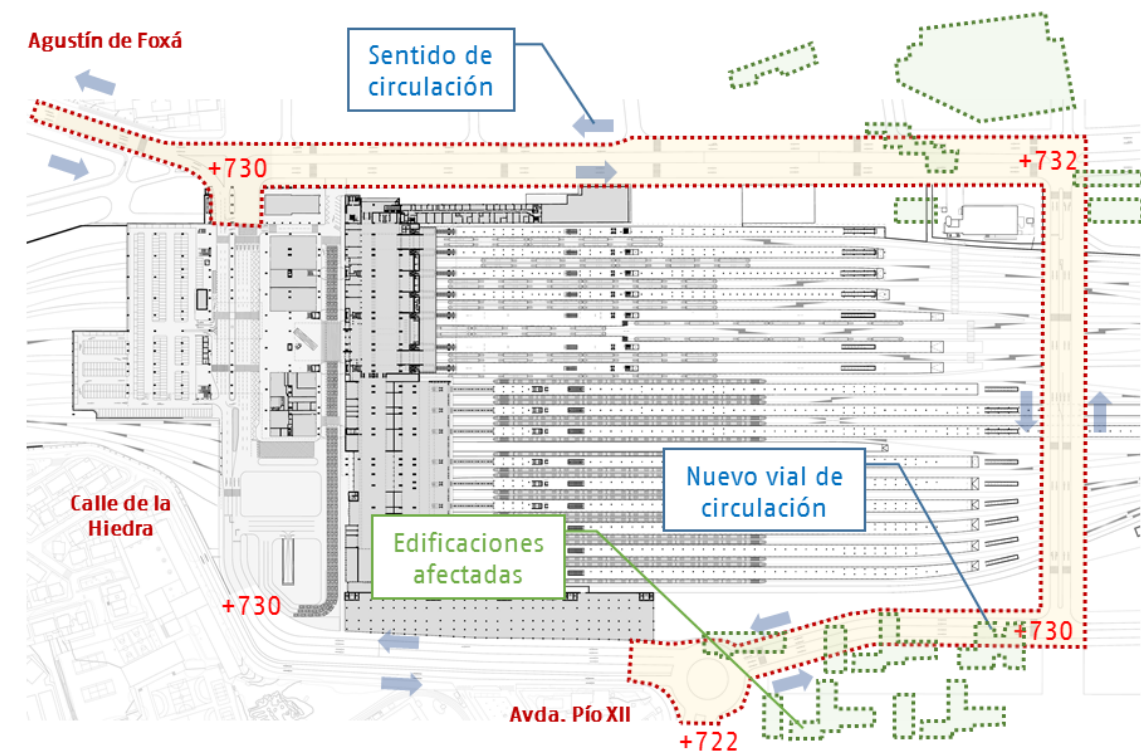 Agustín de Foxá
Sentido de
circulación
+730
+732
Nuevo vial de
circulación
Calle de la
Hiedra
Edificaciones
afectadas
+730
+730
Avda. Pío XII
+722